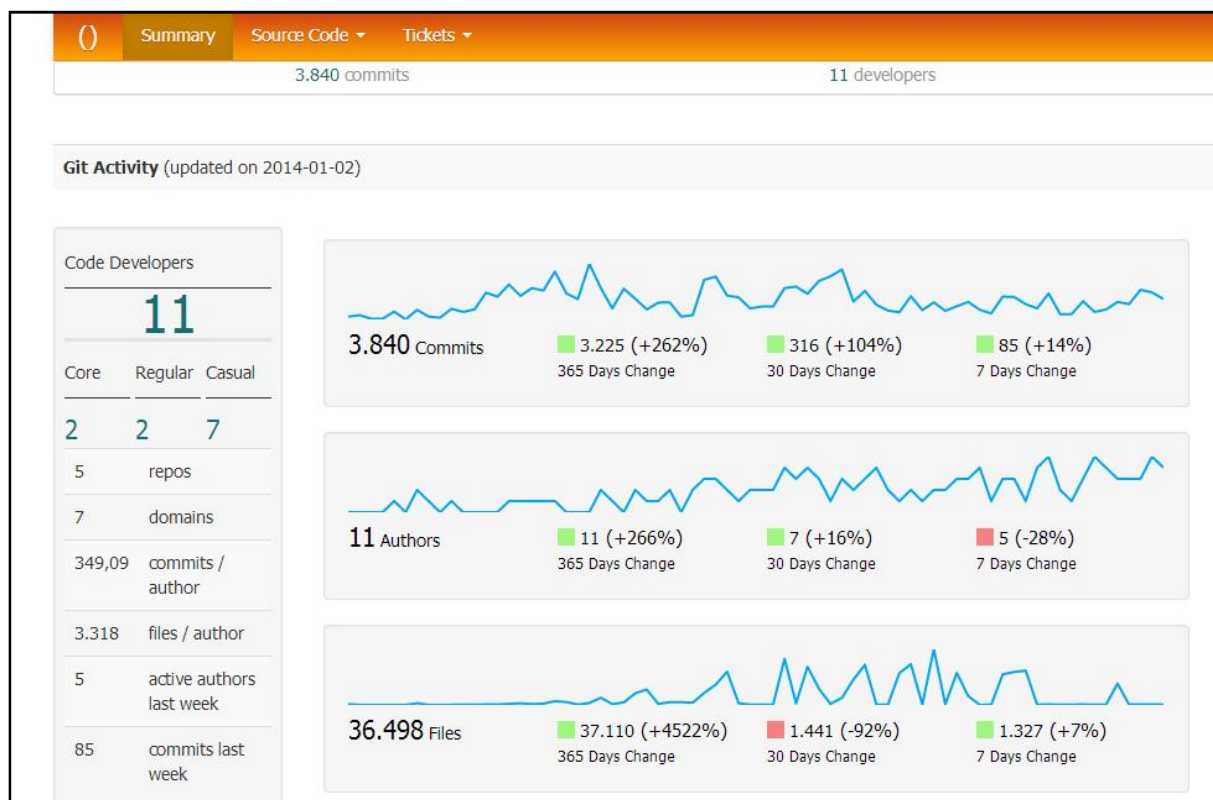 () Summary Source Code Tickets
3.840 commits 11 developers
Git Activity (updated on 2014-01-02)
Code Developers
11
Core Regular Casual
2 2 7
5 repos
7 domains
349,09 commits /
author
3.318 files / author
5 active authors
last week
85 commits last
week
3.840 Commits
3.225 (+262%)
365 Days Change
316 (+104%)
30 Days Change
85 (+14%)
7 Days Change
11 Authors
11 (+266%)
365 Days Change
7 (+16%)
30 Days Change
5 (-28%)
7 Days Change
36.498 Files
37.110 (+4522%)
365 Days Change
1.441 (-92%)
30 Days Change
1.327 (+7%)
7 Days Change